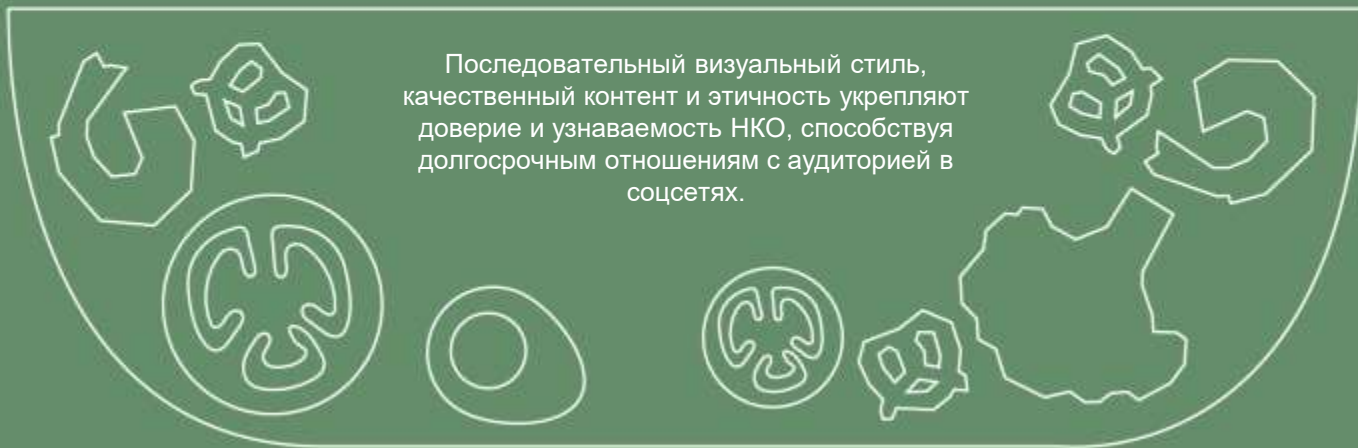 Последовательный визуальный стиль,
качественный контент и этичность укрепляют
доверие и узнаваемость НКО, способствуя
долгосрочным отношениям с аудиторией в
соцсетях.